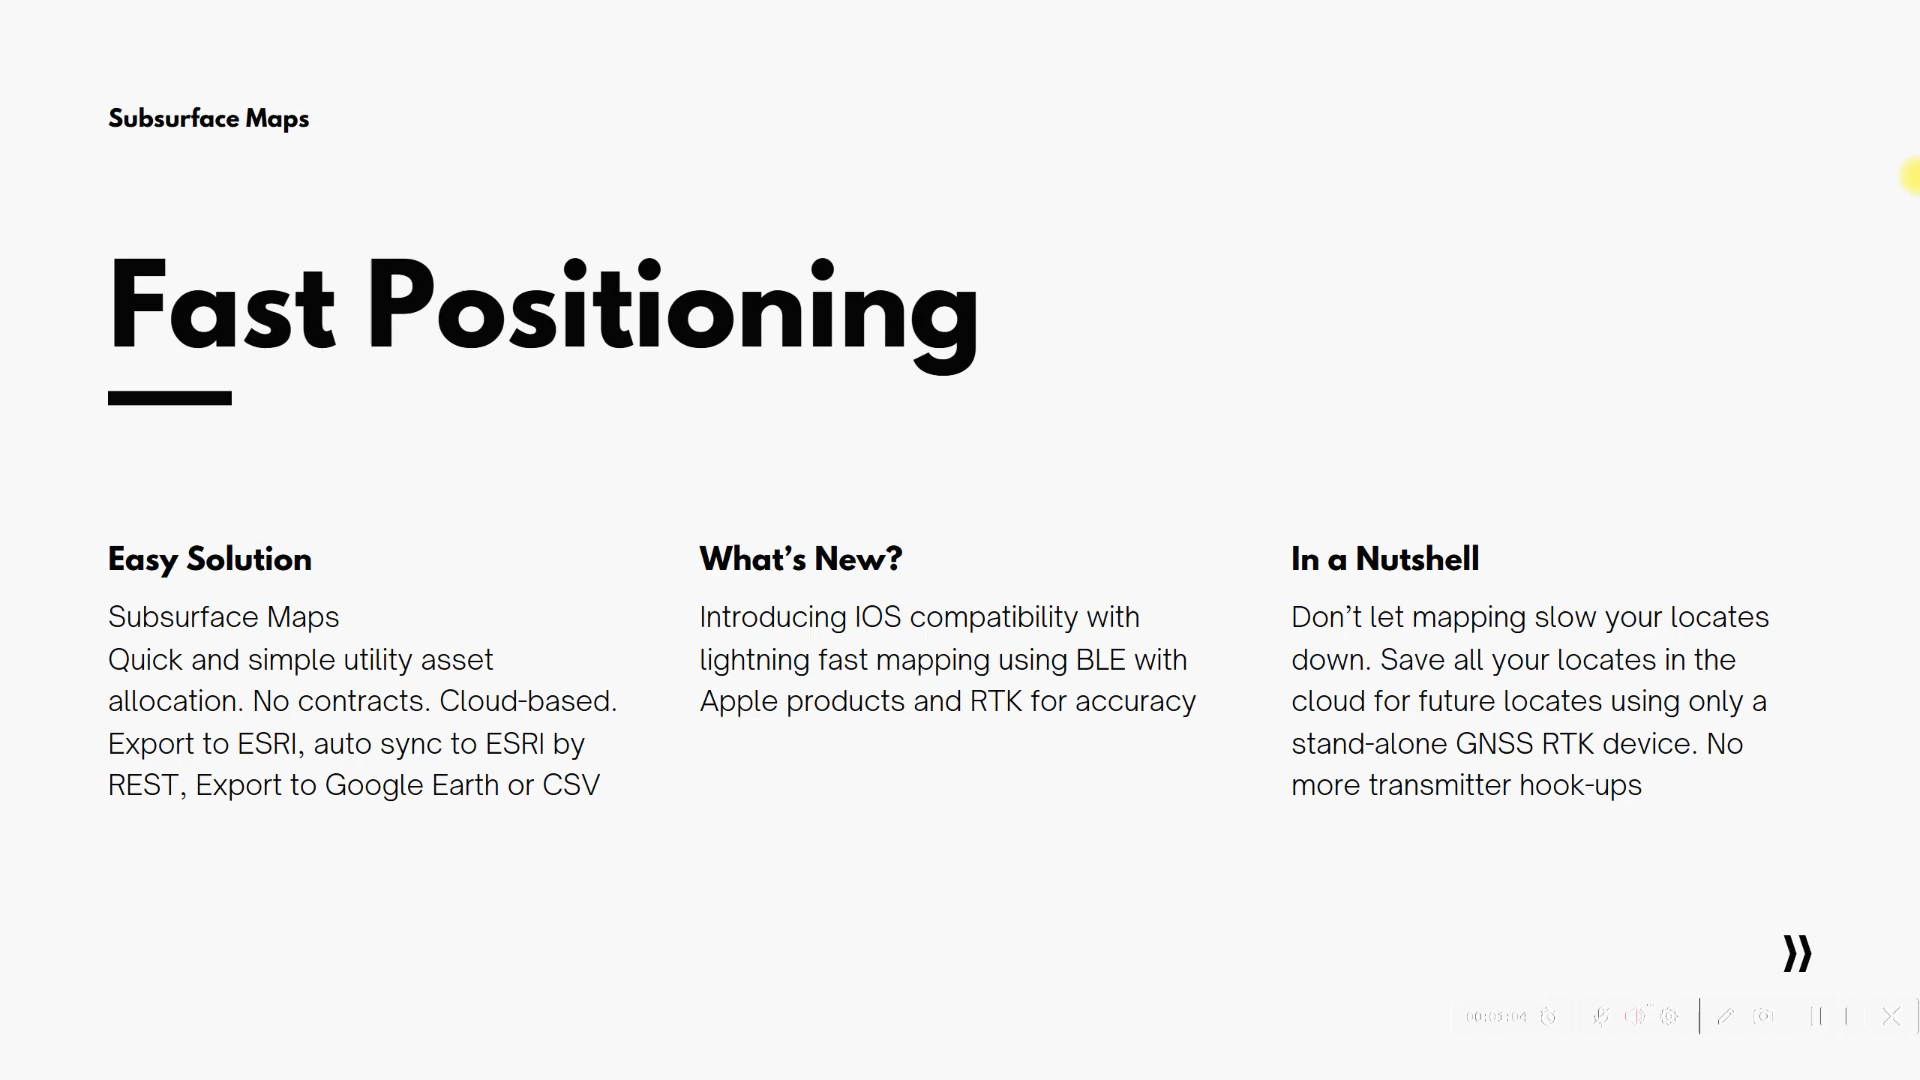 Subsurface Maps
Fast Positioning
Easy Solution
Subsurface Maps
Quick and simple utility asset
allocation. No contracts. Cloud-based.
Export to ESRI, auto sync to ESRI by
REST, Export to Google Earth or CSV
What’s New?
Introducing IOS compatibility with
lightning fast mapping using BLE with
Apple products and RTK for accuracy
In a Nutshell
Don’t let mapping slow your locates
down. Save all your locates in the
cloud for future locates using only a
stand-alone GNSS RTK device. No
more transmitter hook-ups